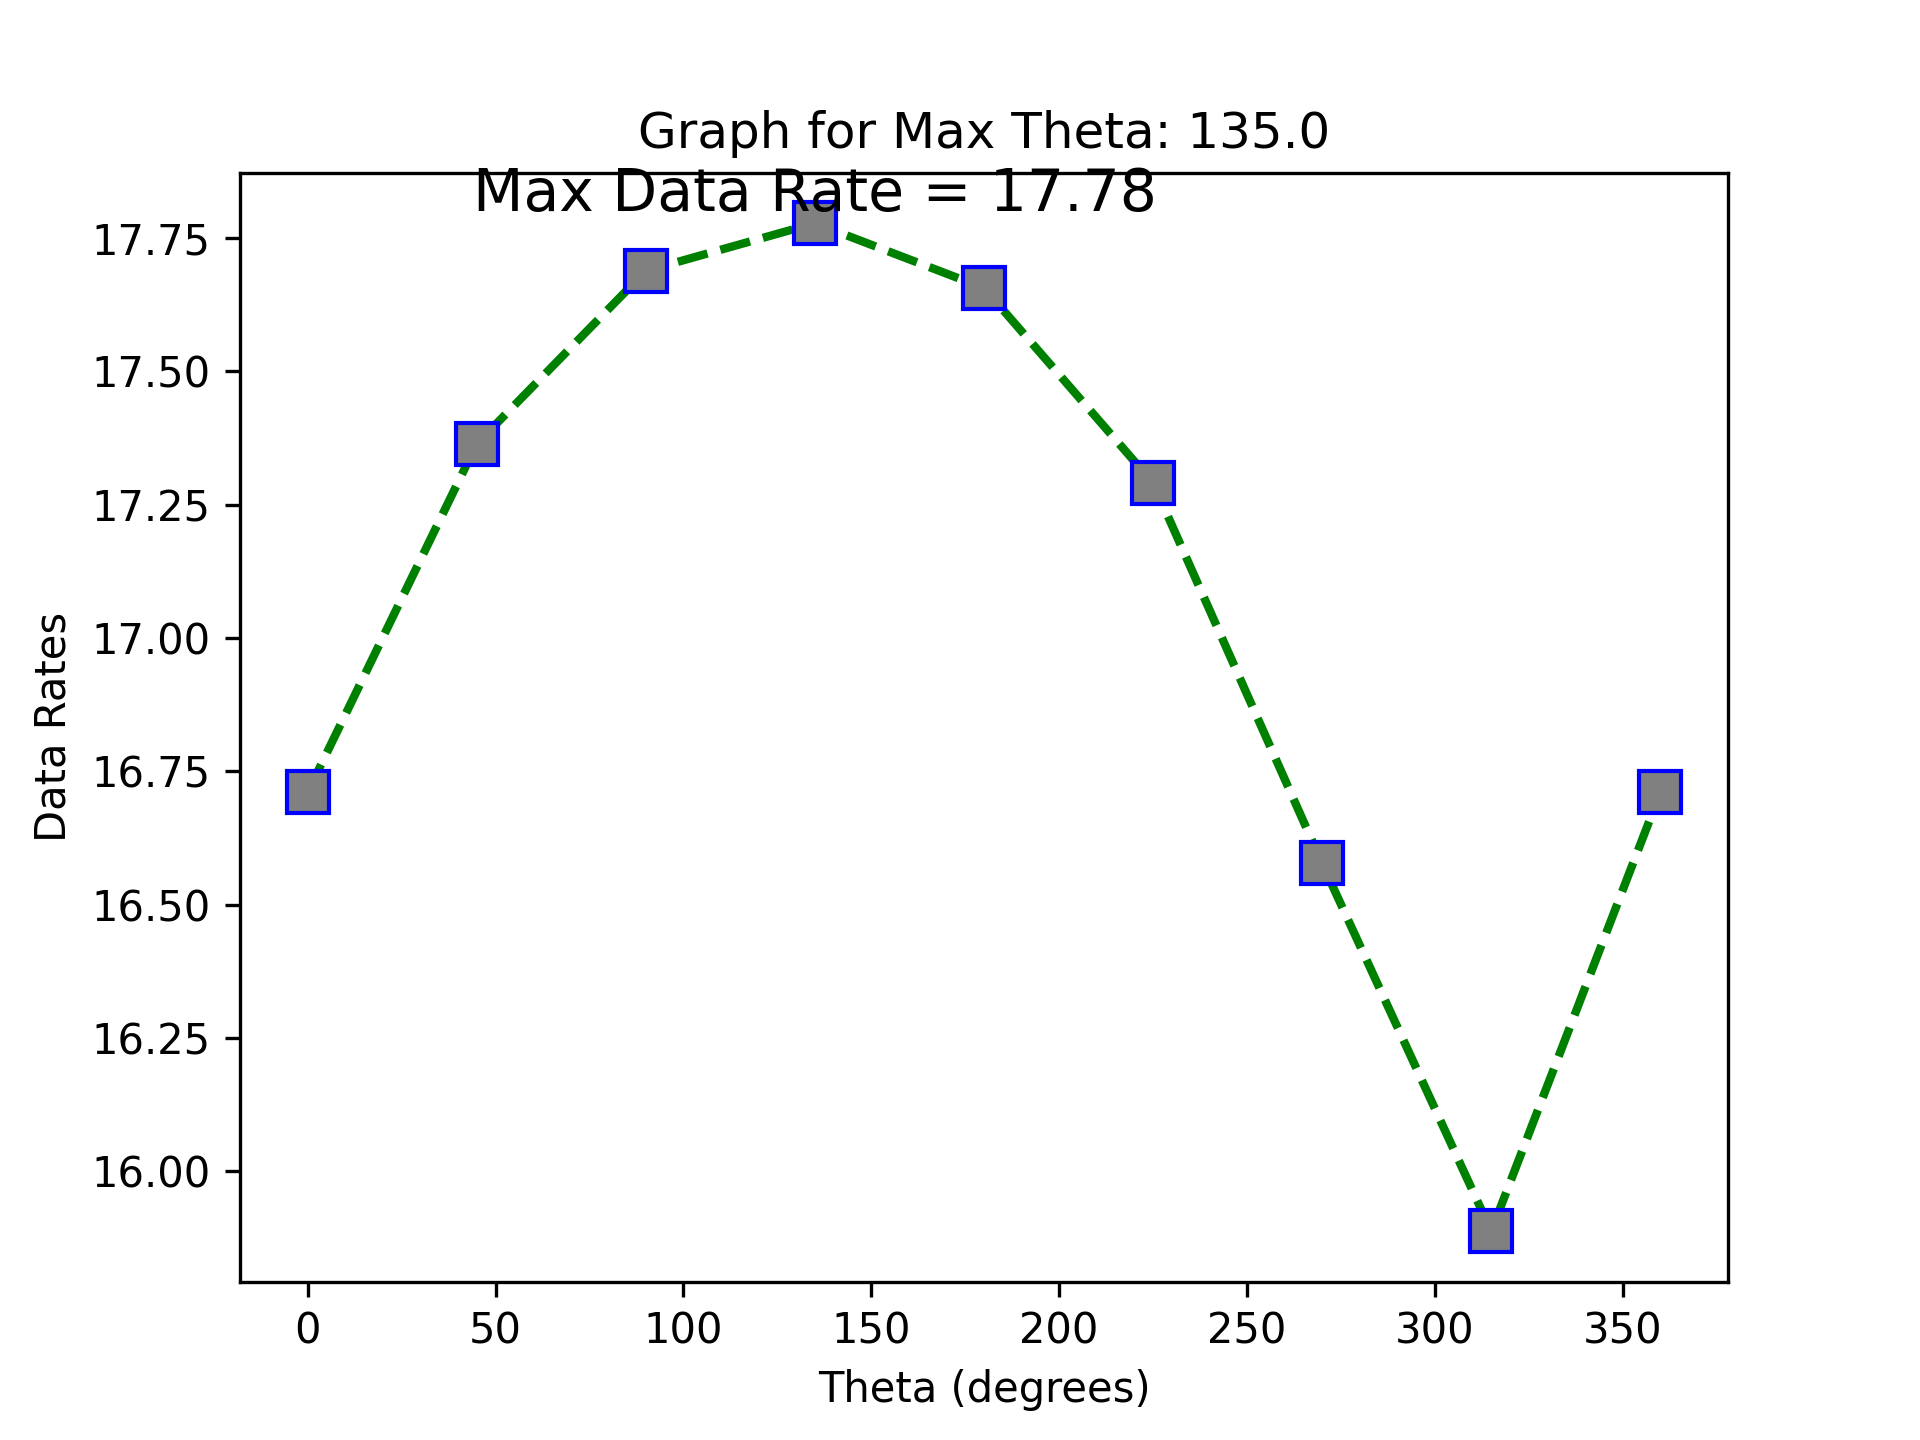 Graph for Max Theta: 135.0
Max Data Rate = 17.78
17.75
17.50
17.25
17.00
16.75
16.50
16.25
16.00
Data Rates
0 50 100 150 200 250 300 350
Theta (degrees)